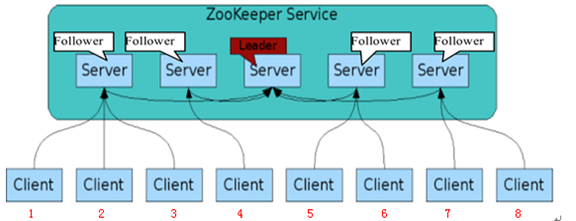 ZooKeeper Service
Follower Follower Leader Follower Follower
Server Server Server Server Server
Client Client Client Client Client Client Client Client
1 2 3 4 5 6 7 8